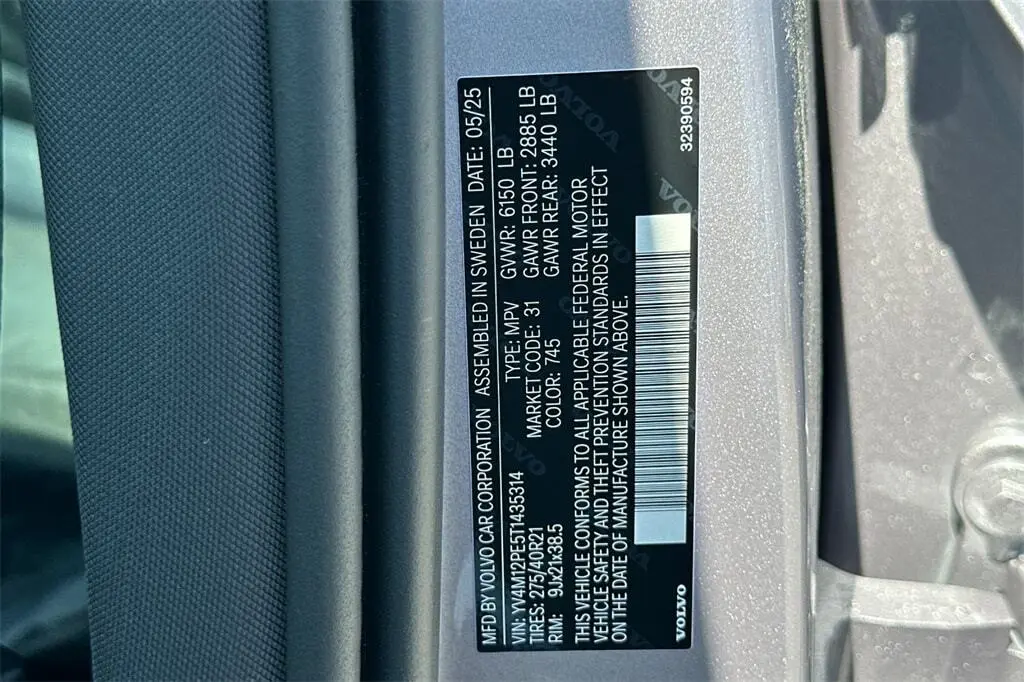 MFD BY VOLVO CAR CORPORATION ASSEMBLED IN SWEDEN DATE: 05/25
VIN: YV4M12PE5T1435314 TYPE: MPV GVWR: 6150 LB
TIRES: 275/40R21 MARKET CODE: 31 GAWR FRONT: 2885 LB
RIM: 9Jx21x38.5 COLOR: 745 GAWR REAR: 3440 LB
THIS VEHICLE CONFORMS TO ALL APPLICABLE FEDERAL MOTOR
VEHICLE SAFETY AND THEFT PREVENTION STANDARDS IN EFFECT
ON THE DATE OF MANUFACTURE SHOWN ABOVE.
VOLVO 32390594